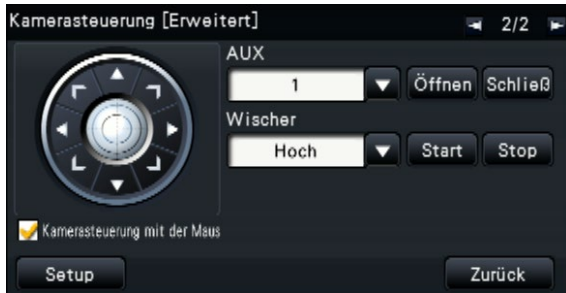 Kamerasteuerung [Erweitert]
2/2
AUX
1
Öffnen
Schließ
Wischer
Hoch
Start
Stop
Kamerasteuerung mit der Maus
Setup
Zurück